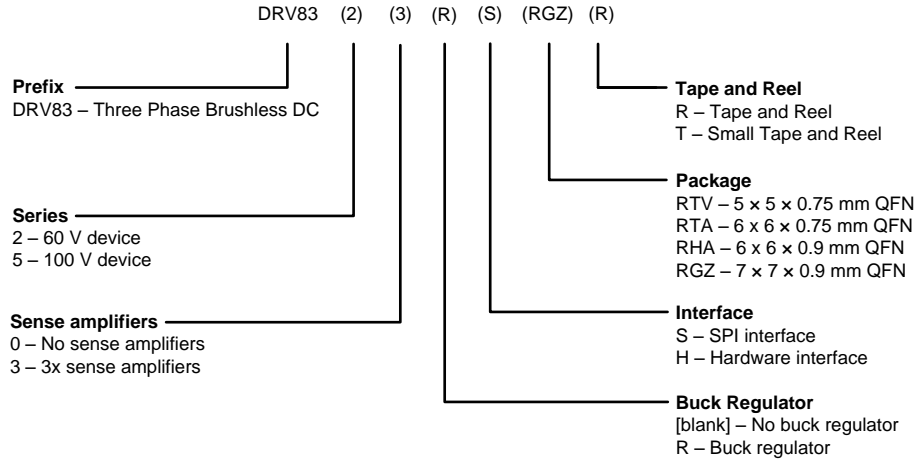 DRV83 (2) (3) (R) (S) (RGZ) (R)
Prefix
DRV83 – Three Phase Brushless DC
Series
2 – 60 V device
5 – 100 V device
Sense amplifiers
0 – No sense amplifiers
3 – 3x sense amplifiers
Tape and Reel
R – Tape and Reel
T – Small Tape and Reel
Package
RTV – 5 × 5 × 0.75 mm QFN
RTA – 6 x 6 × 0.75 mm QFN
RHA – 6 x 6 × 0.9 mm QFN
RGZ – 7 × 7 × 0.9 mm QFN
Interface
S – SPI interface
H – Hardware interface
Buck Regulator
[blank] – No buck regulator
R – Buck regulator